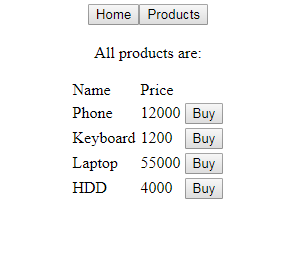 Home Products
All products are:
Name Price
Phone 12000 Buy
Keyboard 1200 Buy
Laptop 55000 Buy
HDD 4000 Buy